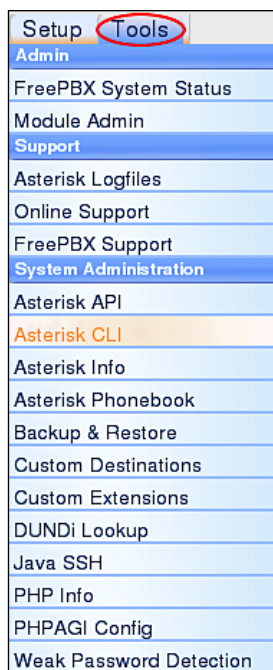 Setup Tools
Admin
FreePBX System Status
Module Admin
Support
Asterisk Logfiles
Online Support
FreePBX Support
System Administration
Asterisk API
Asterisk CLI
Asterisk Info
Asterisk Phonebook
Backup & Restore
Custom Destinations
Custom Extensions
DUNDi Lookup
Java SSH
PHP Info
PHPAGI Config
Weak Password Detection